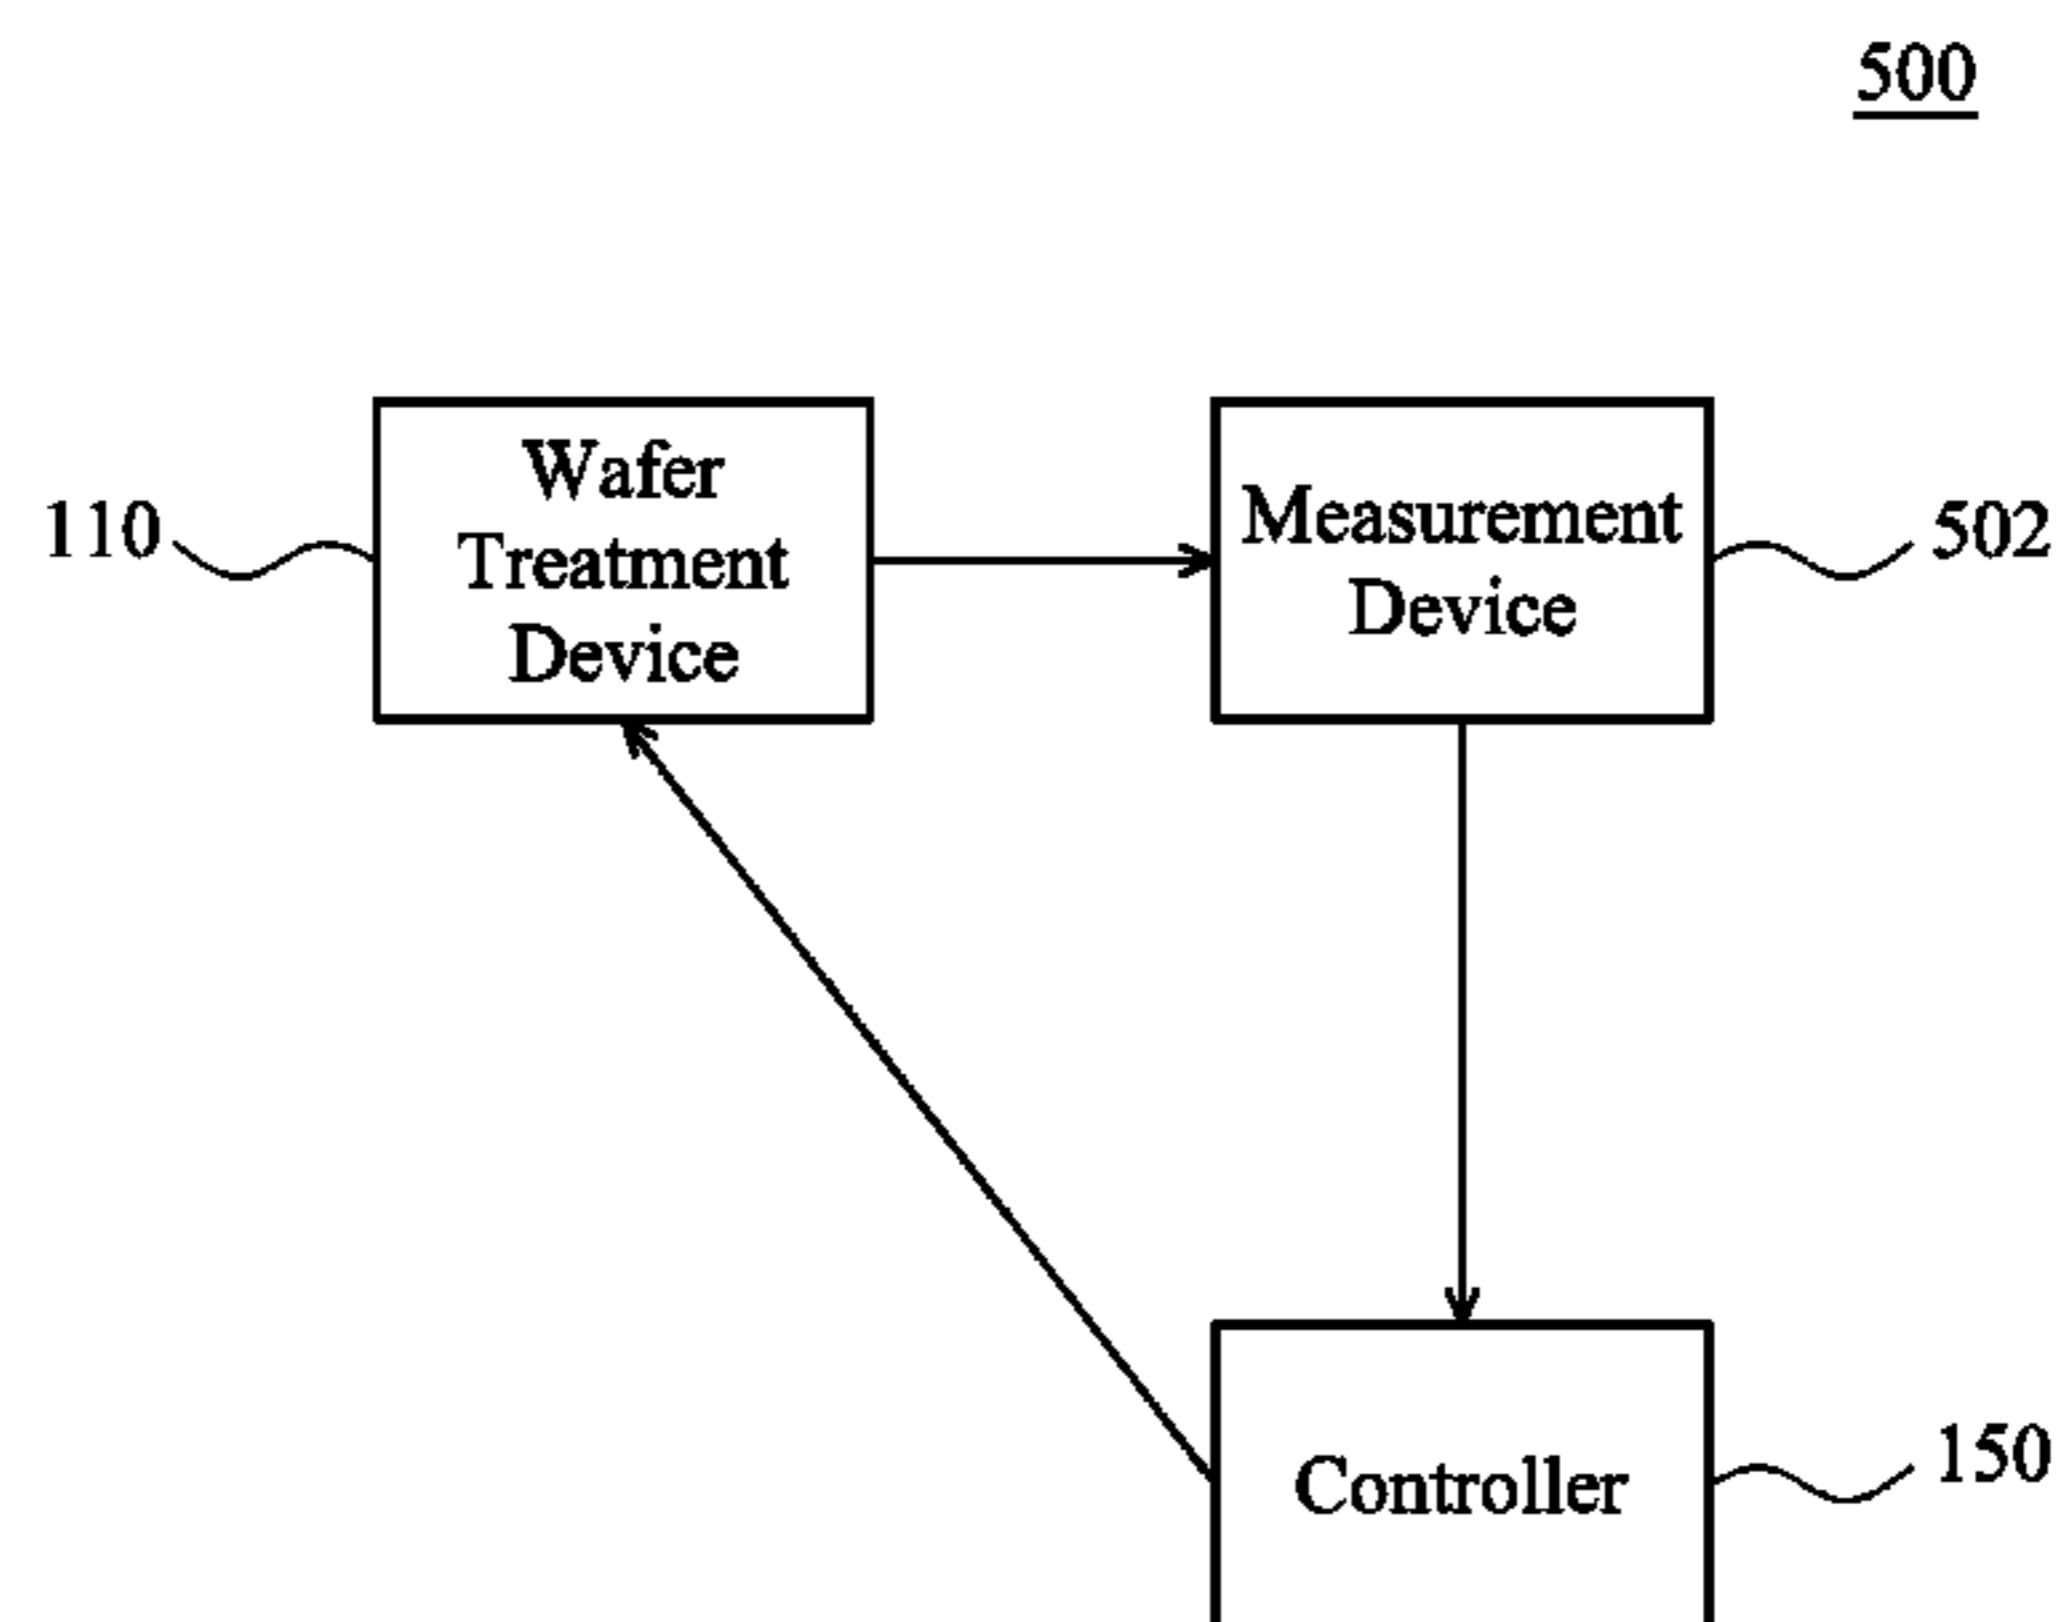 500
110
Wafer
Treatment
Device
Measurement
Device
502
Controller
150